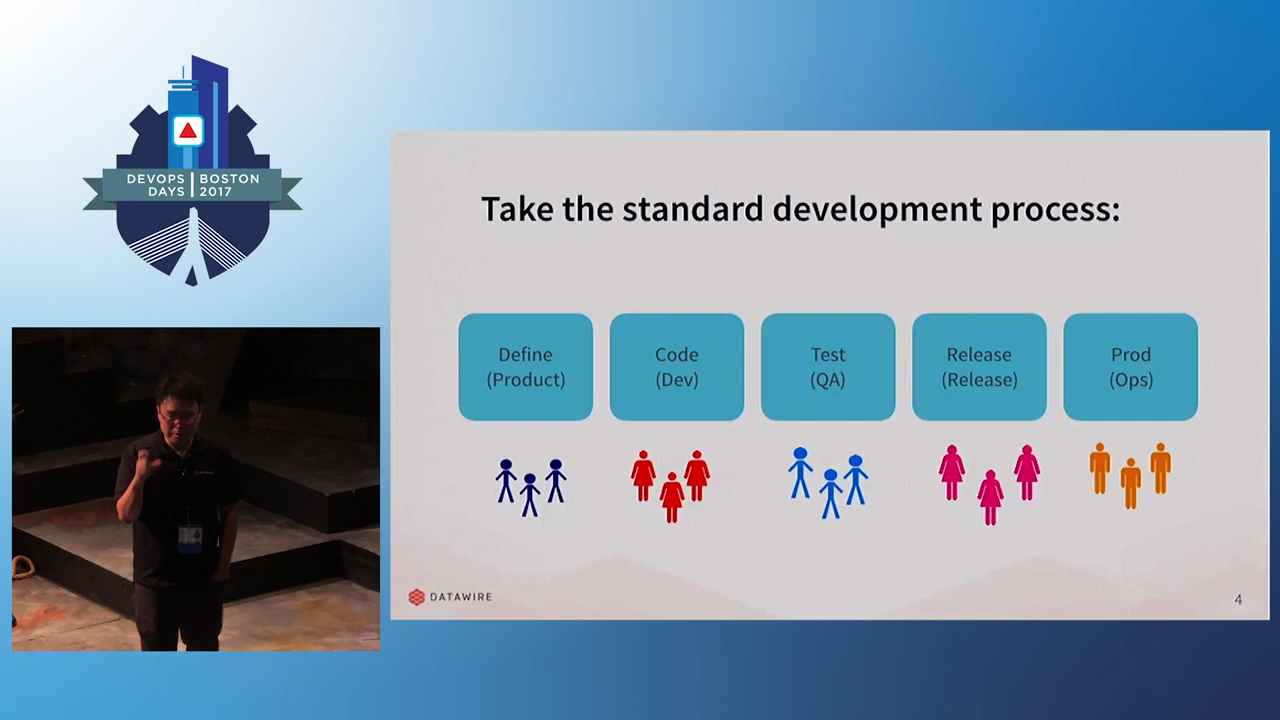 DEVOPS | BOSTON
DAYS | 2017
Take the standard development process:
Define
(Product)
Code
(Dev)
Test
(QA)
Release
(Release)
Prod
(Ops)
DATAWIRE
4